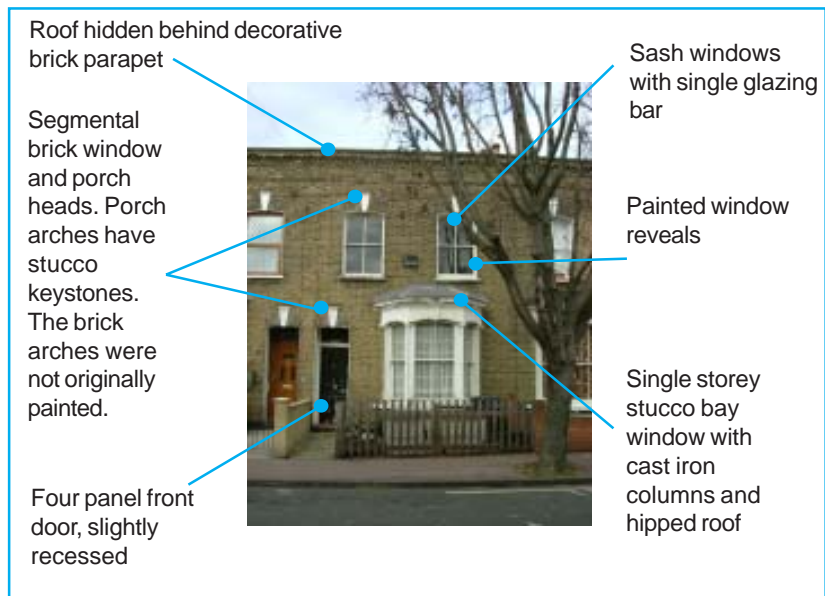 Roof hidden behind decorative
brick parapet
Segmental
brick window
and porch
heads. Porch
arches have
stucco
keystones.
The brick
arches were
not originally
painted.
Four panel front
door, slightly
recessed
Sash windows
with single glazing
bar
Painted window
reveals
Single storey
stucco bay
window with
cast iron
columns and
hipped roof